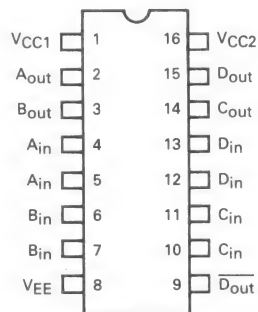 VCC1 1 16 VCC2
Aout 2 15 Dout
Bout 3 14 Cout
Ain 4 13 Din
Ain 5 12 Din
Bin 6 11 Cin
Bin 7 10 Cin
VEE 8 9 D̅o̅u̅t̅